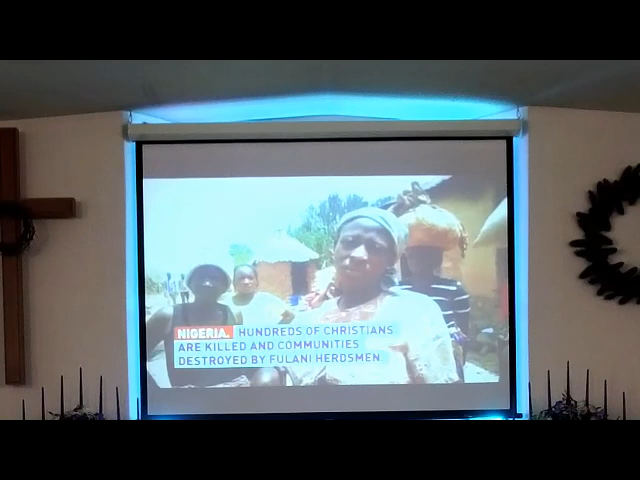 NIGERIA. HUNDREDS OF CHRISTIANS
ARE KILLED AND COMMUNITIES
DESTROYED BY FULANI HERDSMEN